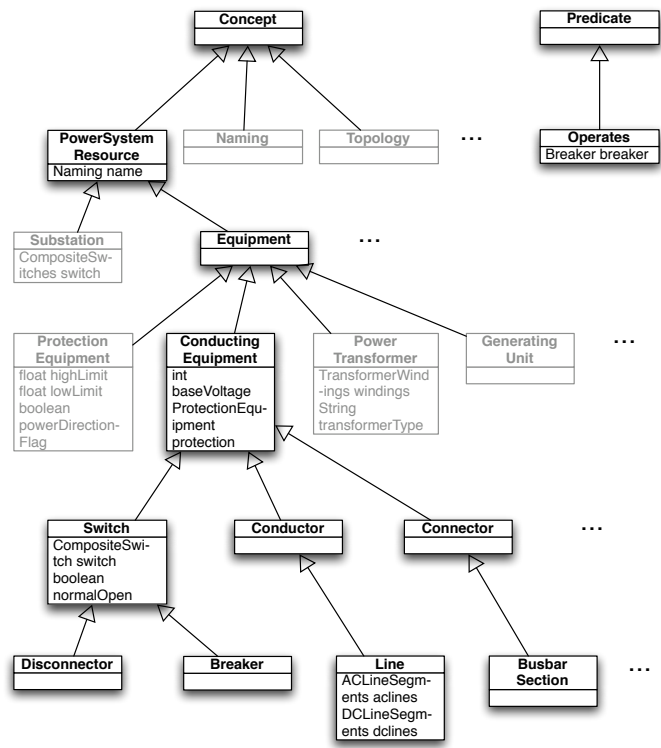 Concept
Predicate
PowerSystem
Resource
Naming name
Naming
Topology
...
Operates
Breaker breaker
Substation
CompositeSw-
itches switch
Equipment
...
Protection
Equipment
float highLimit
float lowLimit
boolean
powerDirection-
Flag
Conducting
Equipment
int
baseVoltage
ProtectionEqu-
ipment
protection
Power
Transformer
TransformerWind
-ings windings
String
transformerType
Generating
Unit
...
Switch
CompositeSwi-
tch switch
boolean
normalOpen
Conductor
Connector
...
Disconnector
Breaker
Line
ACLineSegm-
ents aclines
DCLineSegm-
ents dclines
Busbar
Section
...